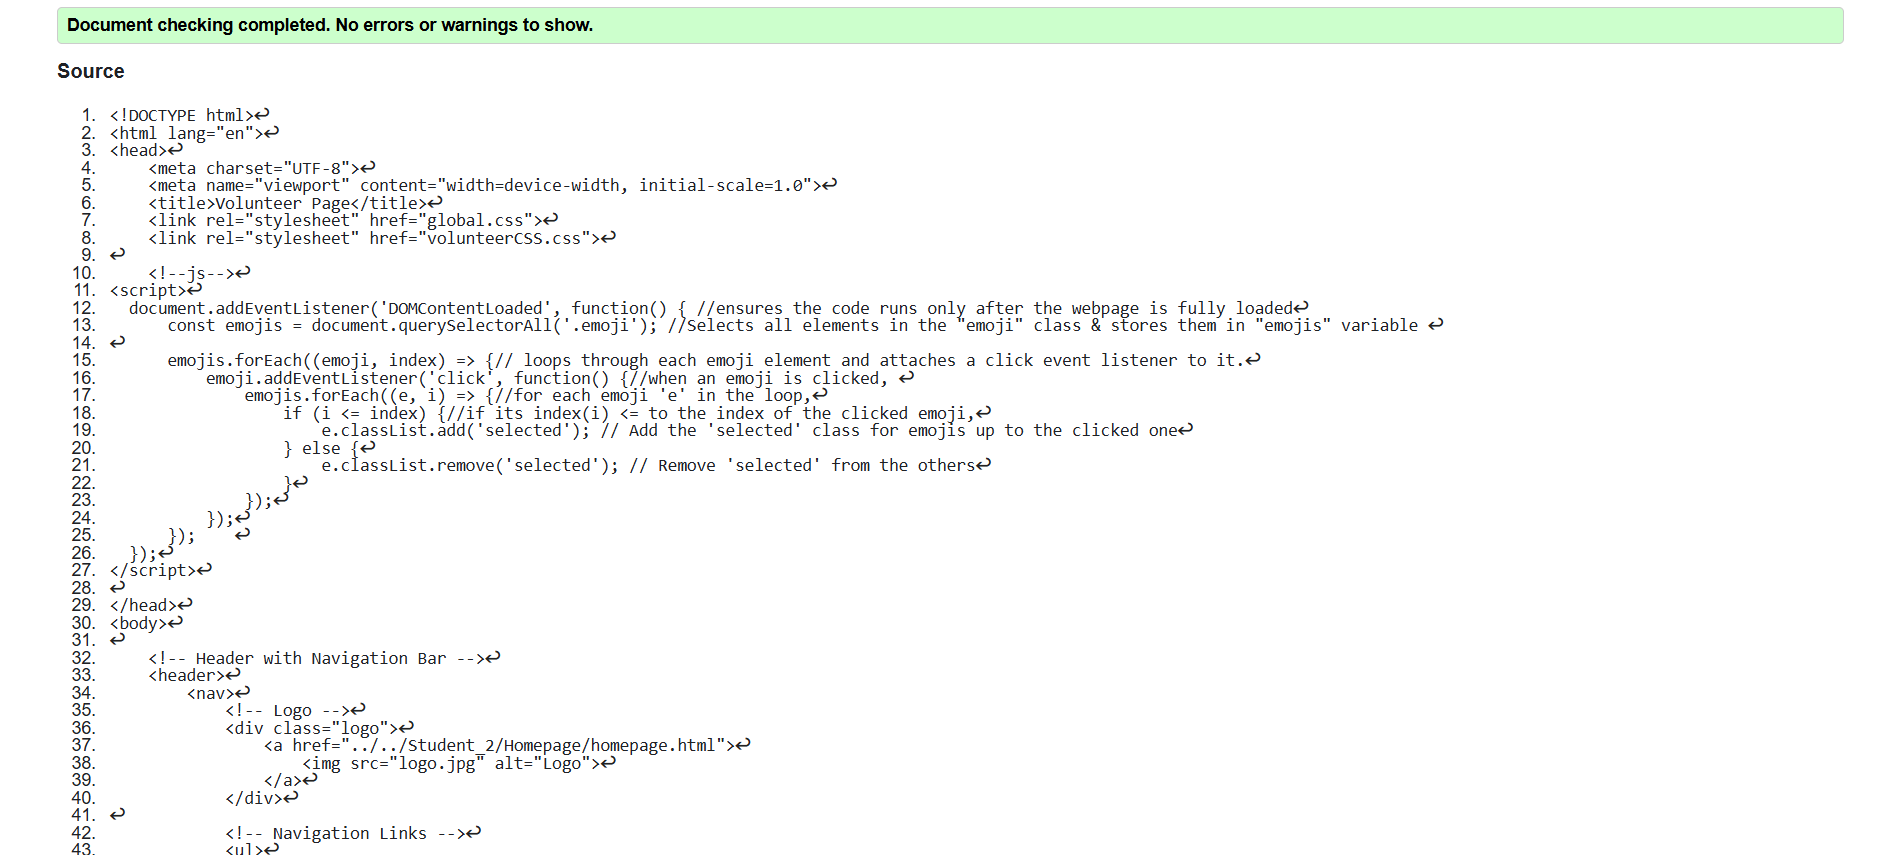 Document checking completed. No errors or warnings to show.
Source
1. <!DOCTYPE html>↩
2. <html lang="en">↩
3. <head>↩
4.     <meta charset="UTF-8">↩
5.     <meta name="viewport" content="width=device-width, initial-scale=1.0">↩
6.     <title>Volunteer Page</title>↩
7.     <link rel="stylesheet" href="global.css">↩
8.     <link rel="stylesheet" href="volunteerCSS.css">↩
9. ↩
10.     <!--js-->↩
11. <script>↩
12.   document.addEventListener('DOMContentLoaded', function() { //ensures the code runs only after the webpage is fully loaded↩
13.       const emojis = document.querySelectorAll('.emoji'); //Selects all elements in the "emoji" class & stores them in "emojis" variable ↩
14. ↩
15.       emojis.forEach((emoji, index) => {// loops through each emoji element and attaches a click event listener to it.↩
16.           emoji.addEventListener('click', function() {//when an emoji is clicked, ↩
17.               emojis.forEach((e, i) => {//for each emoji 'e' in the loop,↩
18.                   if (i <= index) {//if its index(i) <= to the index of the clicked emoji,↩
19.                       e.classList.add('selected'); // Add the 'selected' class for emojis up to the clicked one↩
20.                   } else {↩
21.                       e.classList.remove('selected'); // Remove 'selected' from the others↩
22.                   }↩
23.               });↩
24.           });↩
25.       });    ↩
26.   });↩
27. </script>↩
28. ↩
29. </head>↩
30. <body>↩
31. ↩
32.     <!-- Header with Navigation Bar -->↩
33.     <header>↩
34.         <nav>↩
35.             <!-- Logo -->↩
36.             <div class="logo">↩
37.                 <a href="../../Student_2/Homepage/homepage.html">↩
38.                     <img src="logo.jpg" alt="Logo">↩
39.                 </a>↩
40.             </div>↩
41. ↩
42.             <!-- Navigation Links -->↩
43.             <ul>↩